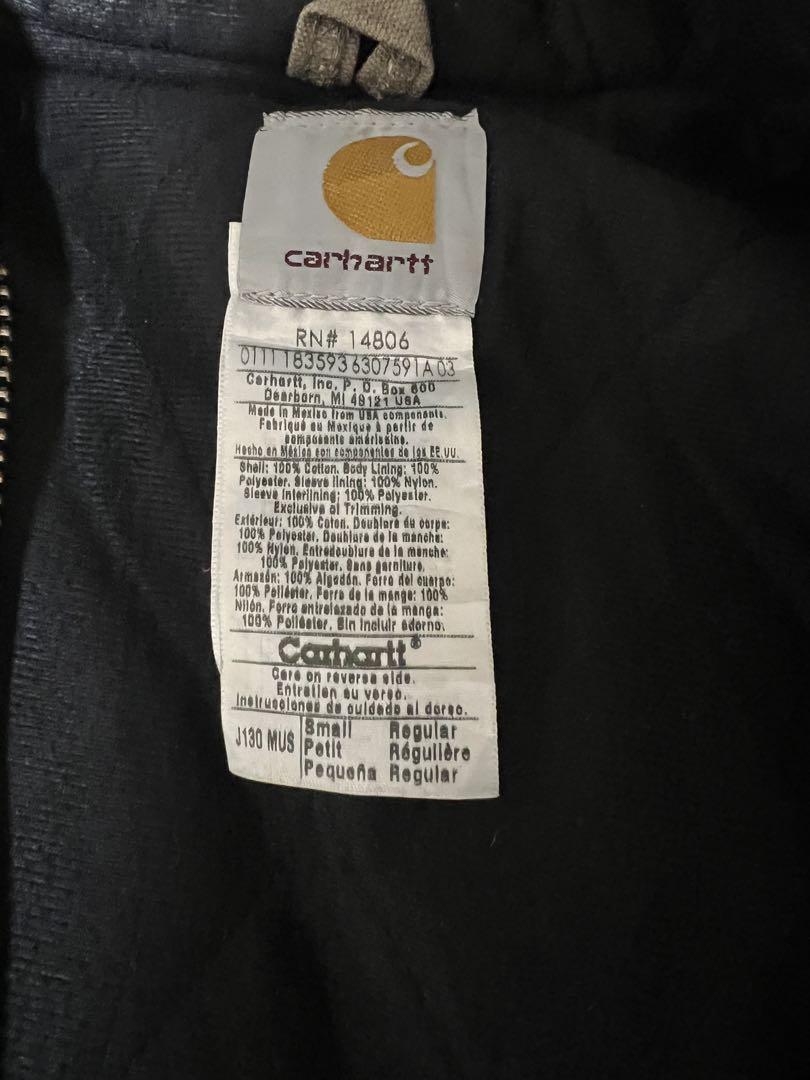 carhartt
RN# 14806
0111 1835936307591A 03
Carhartt, Inc. P. O. Box 600
Dearborn, MI 48121 USA
Made in Mexico from USA components.
Fabriqué au Mexique à partir de
composants américains.
Hecho en México con componentes de los EE.UU.
Shell: 100% Cotton. Body Lining: 100%
Polyester. Sleeve lining: 100% Nylon.
Sleeve Interlining: 100% Polyester.
Exclusive of Trimming.
Extérieur: 100% Coton. Doublure du corps:
100% Polyester. Doublure de la manche:
100% Nylon. Entredoublure de la manche:
100% Polyester. Sans garniture.
Armazón: 100% Algodón. Forro del cuerpo:
100% Poliéster. Forro de la manga: 100%
Nilón. Forro entrelazado de la manga:
100% Poliéster. Sin incluir adorno.
Carhartt®
Care on reverse side.
Entretien au verso.
Instrucciones de cuidado al dorso.
J130 MUS Small Regular
Petit Régulière
Pequeña Regular